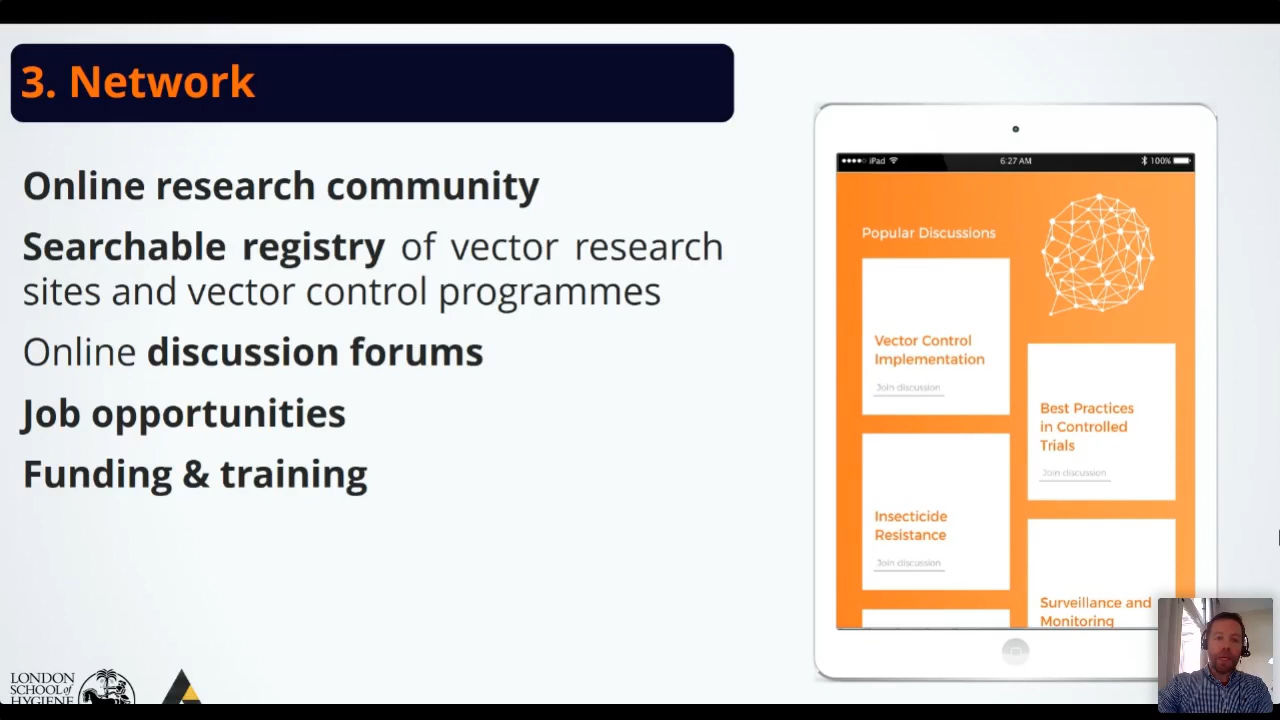 3. Network
Online research community
Searchable registry of vector research
sites and vector control programmes
Online discussion forums
Job opportunities
Funding & training
iPad
6:27 AM
100%
Popular Discussions
Vector Control
Implementation
Join discussion
Best Practices
in Controlled
Trials
Join discussion
Insecticide
Resistance
Join discussion
Surveillance and
Monitoring
LONDON
SCHOOL of
HYGIENE